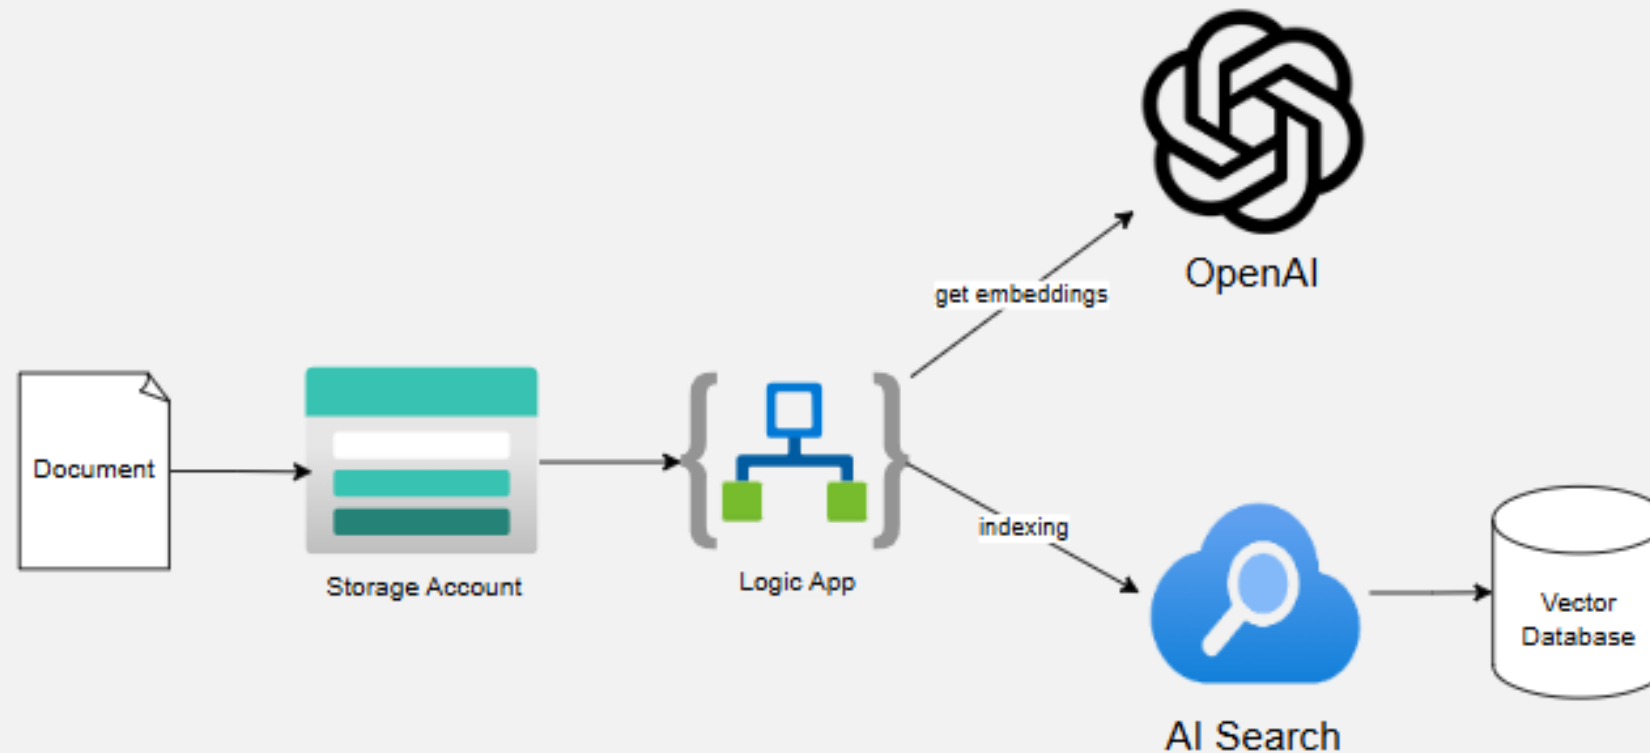 OpenAI
get embeddings
Document
Storage Account
Logic App
indexing
Vector
Database
AI Search